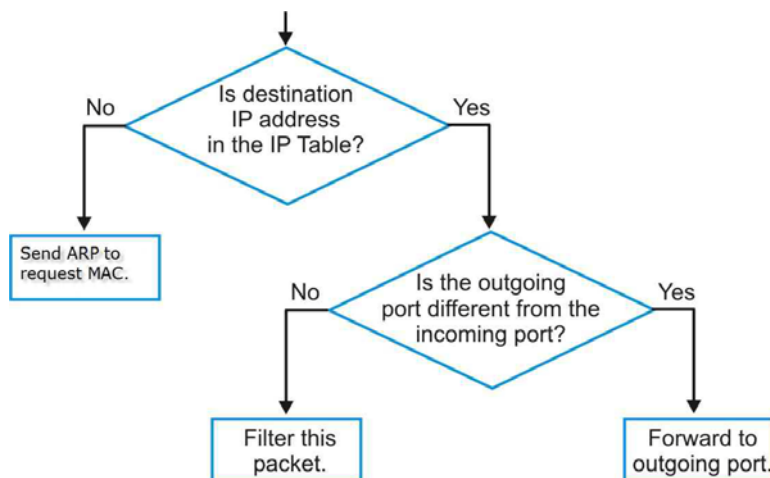 Is destination
IP address
in the IP Table?
No
Yes
Send ARP to
request MAC.
Is the outgoing
port different from the
incoming port?
No
Yes
Filter this
packet.
Forward to
outgoing port.